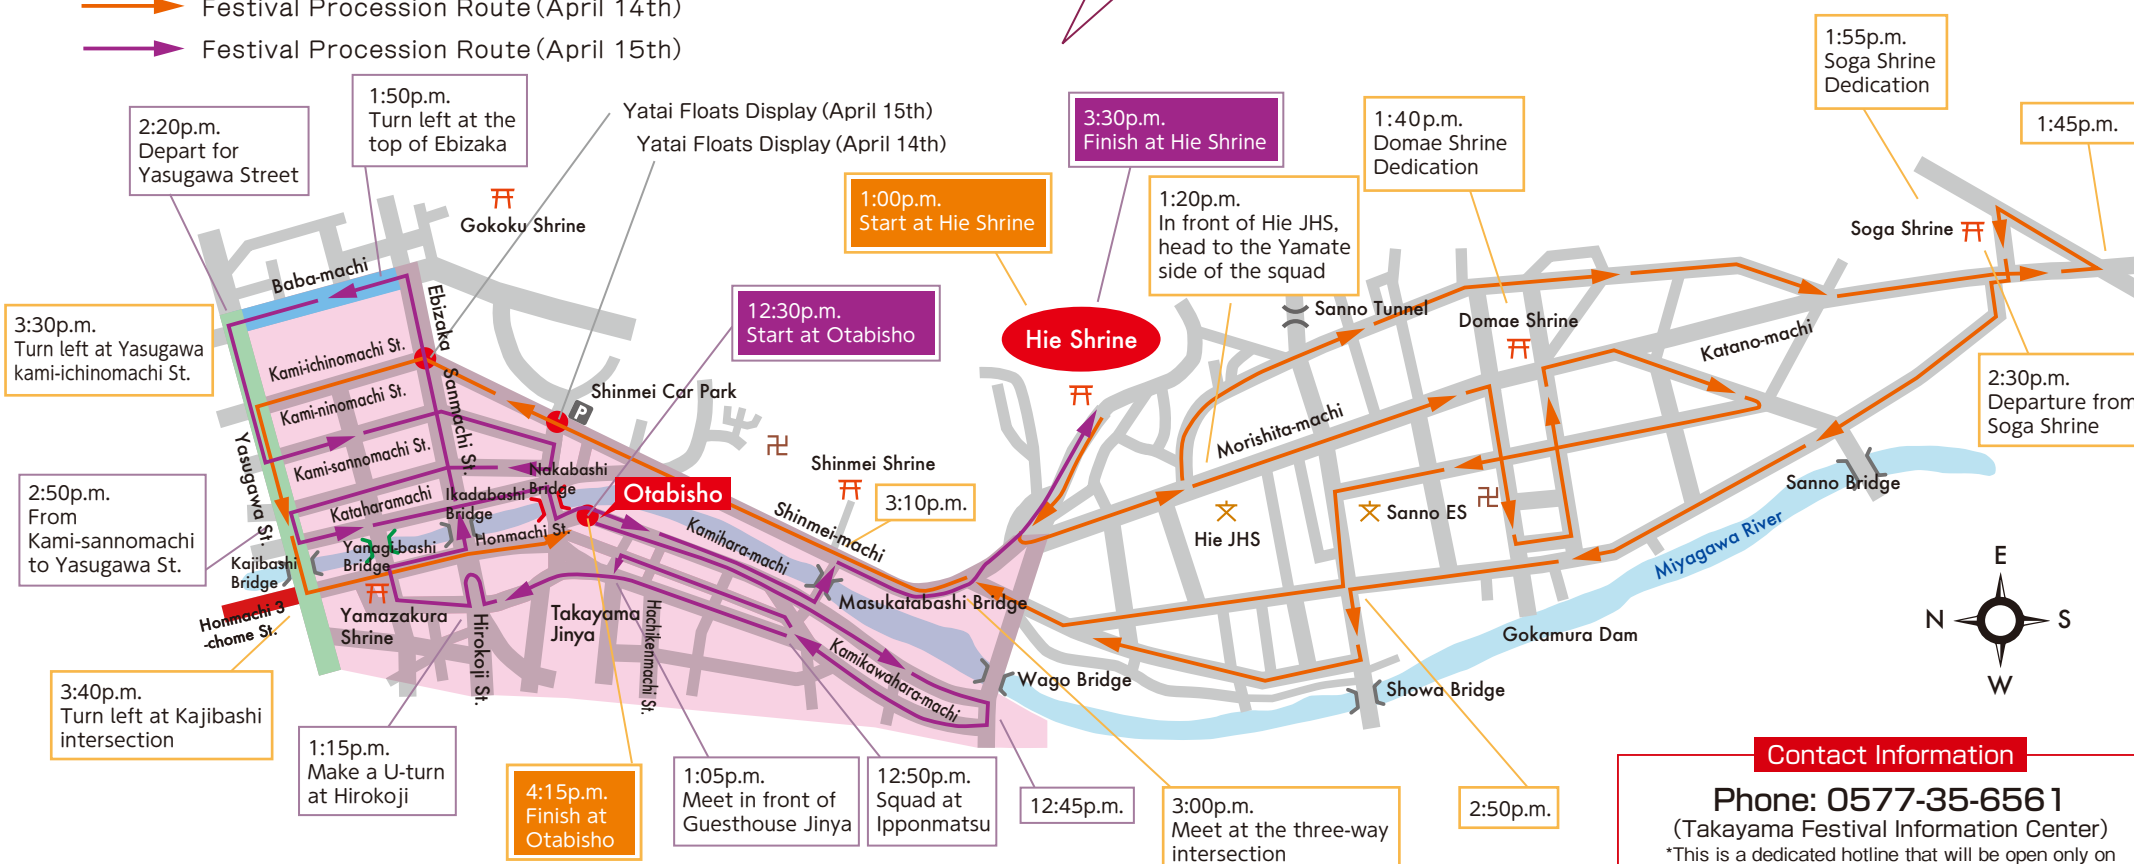 Festival Procession Route (April 14th)
Festival Procession Route (April 15th)
1:55p.m.
Soga Shrine
Dedication
1:50p.m.
Turn left at the
top of Ebizaka
Yatai Floats Display (April 15th)
Yatai Floats Display (April 14th)
2:20p.m.
Depart for
Yasugawa Street
3:30p.m.
Finish at Hie Shrine
1:40p.m.
Domae Shrine
Dedication
1:45p.m.
1:00p.m.
Start at Hie Shrine
1:20p.m.
In front of Hie JHS,
head to the Yamate
side of the squad
Gokoku Shrine
Soga Shrine
Baba-machi
Ebizaka
3:30p.m.
Turn left at Yasugawa
kami-ichinomachi St.
12:30p.m.
Start at Otabisho
Hie Shrine
Sanno Tunnel
Domae Shrine
Katano-machi
Kami-ichinomachi St.
Kami-ninomachi St.
Kami-sannomachi St.
Kataharamachi
Sanmachi St.
Yasugawa St.
Shinmei Car Park
P
Morishita-machi
2:30p.m.
Departure from
Soga Shrine
Nakabashi
Bridge
Ikadabashi
Bridge
Otabisho
Shinmei Shrine
3:10p.m.
Shinmei-machi
Kamihara-machi
Sanno Bridge
Sanno ES
Hie JHS
Miyagawa River
2:50p.m.
From
Kami-sannomachi
to Yasugawa St.
Kajibashi
Bridge
Yanagibashi
Bridge
Honmachi St.
Honmachi 3
-chome St.
Yamazakura
Shrine
Hirokoji St.
Takayama
Jinya
Hachikenmachi St.
Masukatabashi Bridge
Kamikawahara-machi
Wago Bridge
Gokamura Dam
Showa Bridge
E
N
S
W
3:40p.m.
Turn left at Kajibashi
intersection
1:15p.m.
Make a U-turn
at Hirokoji
4:15p.m.
Finish at
Otabisho
1:05p.m.
Meet in front of
Guesthouse Jinya
12:50p.m.
Squad at
Ipponmatsu
12:45p.m.
3:00p.m.
Meet at the three-way
intersection
2:50p.m.
Contact Information
Phone: 0577-35-6561
(Takayama Festival Information Center)
*This is a dedicated hotline that will be open only on